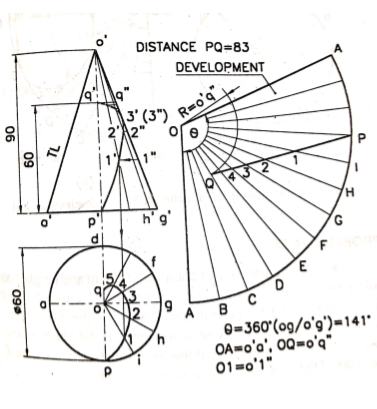 o'
DISTANCE PQ=83
A
DEVELOPMENT
q' q"
R=o'q"
3' (3")
O θ
P
2' 2"
90
60
TL
1' 1"
Q 4 3 2 1
I
H
G
F
E
D
C
B
A
a' p' h' g'
d
f
5 4
q
3
a o g
2
h
1
i
p
ø60
θ=360°(og/o'g')=141°
OA=o'a', OQ=o'q"
O1=o'1"